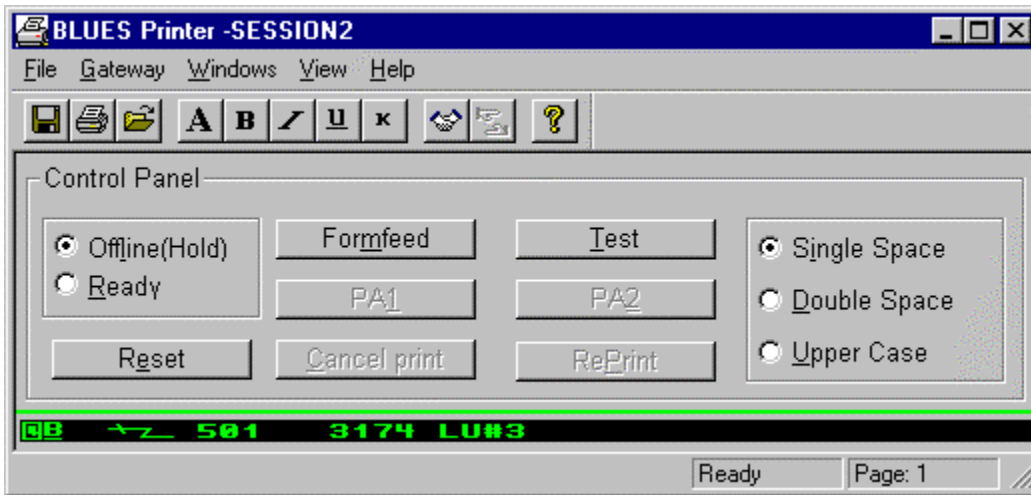 BLUES Printer -SESSION2
File Gateway Windows View Help
A B I U K ?
Control Panel
Offline(Hold) Formfeed Test Single Space
Ready PA1 PA2 Double Space
Reset Cancel print RePrint Upper Case
B 501 3174 LU#3
Ready Page: 1